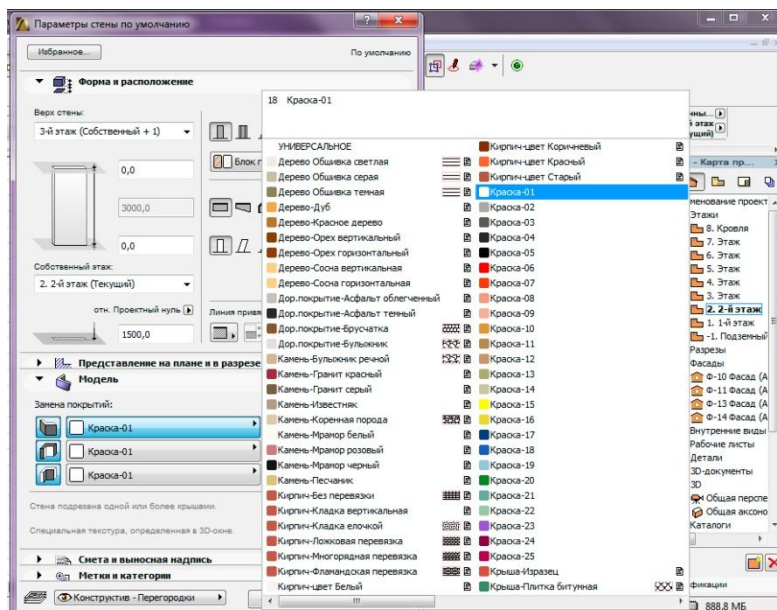 Параметры стены по умолчанию
Избранное...
По умолчанию
Форма и расположение
Верх стены:
3-й этаж (Собственный + 1)
0,0
3000,0
0,0
Собственный этаж:
2. 2-й этаж (Текущий)
отн. Проектный нуль
1500,0
Блок
Линия привя
Представление на плане и в разрезе
Модель
Замена покрытий:
Краска-01
Краска-01
Краска-01
Стена подрезана одной или более крышами.
Специальная текстура, определенная в 3D-окне.
Смета и выносная надпись
Метки и категории
Конструктив - Перегородки
18 Краска-01
УНИВЕРСАЛЬНОЕ
Дерево Обшивка светлая
Дерево Обшивка серая
Дерево Обшивка темная
Дерево-Дуб
Дерево-Красное дерево
Дерево-Орех вертикальный
Дерево-Орех горизонтальный
Дерево-Сосна вертикальная
Дерево-Сосна горизонтальная
Дор.покрытие-Асфальт облегченный
Дор.покрытие-Асфальт темный
Дор.покрытие-Брусчатка
Дор.покрытие-Булыжник
Камень-Булыжник речной
Камень-Гранит красный
Камень-Гранит серый
Камень-Известняк
Камень-Коренная порода
Камень-Мрамор белый
Камень-Мрамор розовый
Камень-Мрамор черный
Камень-Песчаник
Кирпич-Без перевязки
Кирпич-Кладка вертикальная
Кирпич-Кладка елочкой
Кирпич-Ложковая перевязка
Кирпич-Многорядная перевязка
Кирпич-Фламандская перевязка
Кирпич-цвет Белый
Кирпич-цвет Коричневый
Кирпич-цвет Красный
Кирпич-цвет Старый
Краска-01
Краска-02
Краска-03
Краска-04
Краска-05
Краска-06
Краска-07
Краска-08
Краска-09
Краска-10
Краска-11
Краска-12
Краска-13
Краска-14
Краска-15
Краска-16
Краска-17
Краска-18
Краска-19
Краска-20
Краска-21
Краска-22
Краска-23
Краска-24
Краска-25
Крыша-Изразец
Крыша-Плитка битумная
ны...
й этаж
ущий)
- Карта пр...
менование проект
Этажи
8. Кровля
7. Этаж
6. Этаж
5. Этаж
4. Этаж
3. Этаж
2. 2-й этаж
1. 1-й этаж
-1. Подземный
Разрезы
Фасады
Ф-10 Фасад (А
Ф-11 Фасад (А
Ф-13 Фасад (А
Ф-14 Фасад (А
Внутренние виды
Рабочие листы
Детали
3D-документы
3D
Общая перспе
Общая аксоно
Каталоги
фикации
888.8 МБ